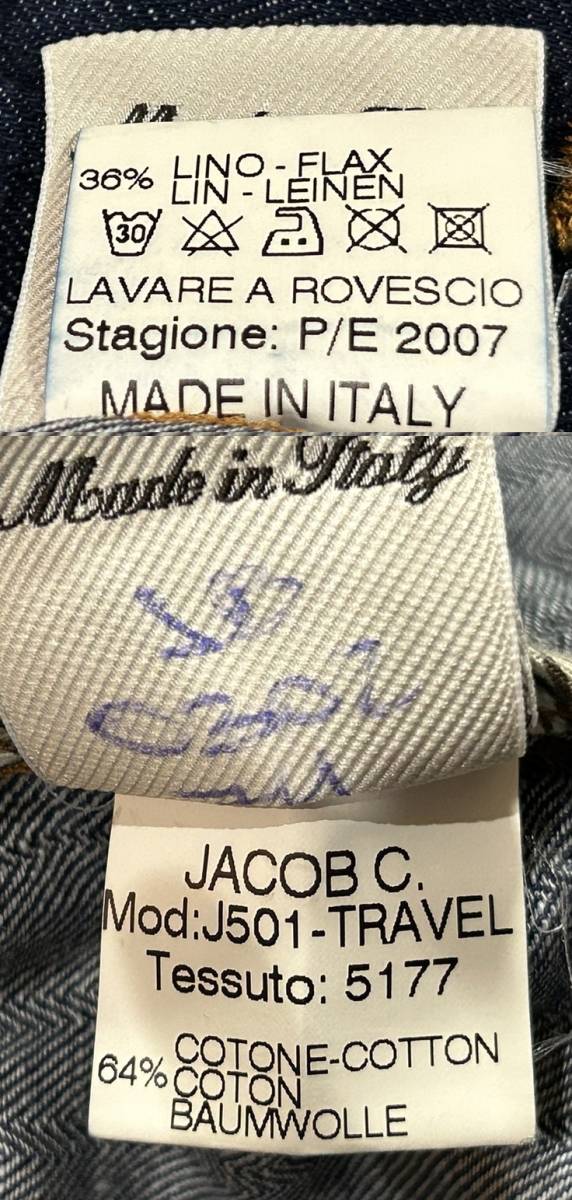 36% LINO - FLAX
LIN - LEINEN
30
LAVARE A ROVESCIO
Stagione: P/E 2007
MADE IN ITALY
Made in Italy
JACOB C.
Mod:J501-TRAVEL
Tessuto: 5177
64% COTONE-COTTON
COTON
BAUMWOLLE